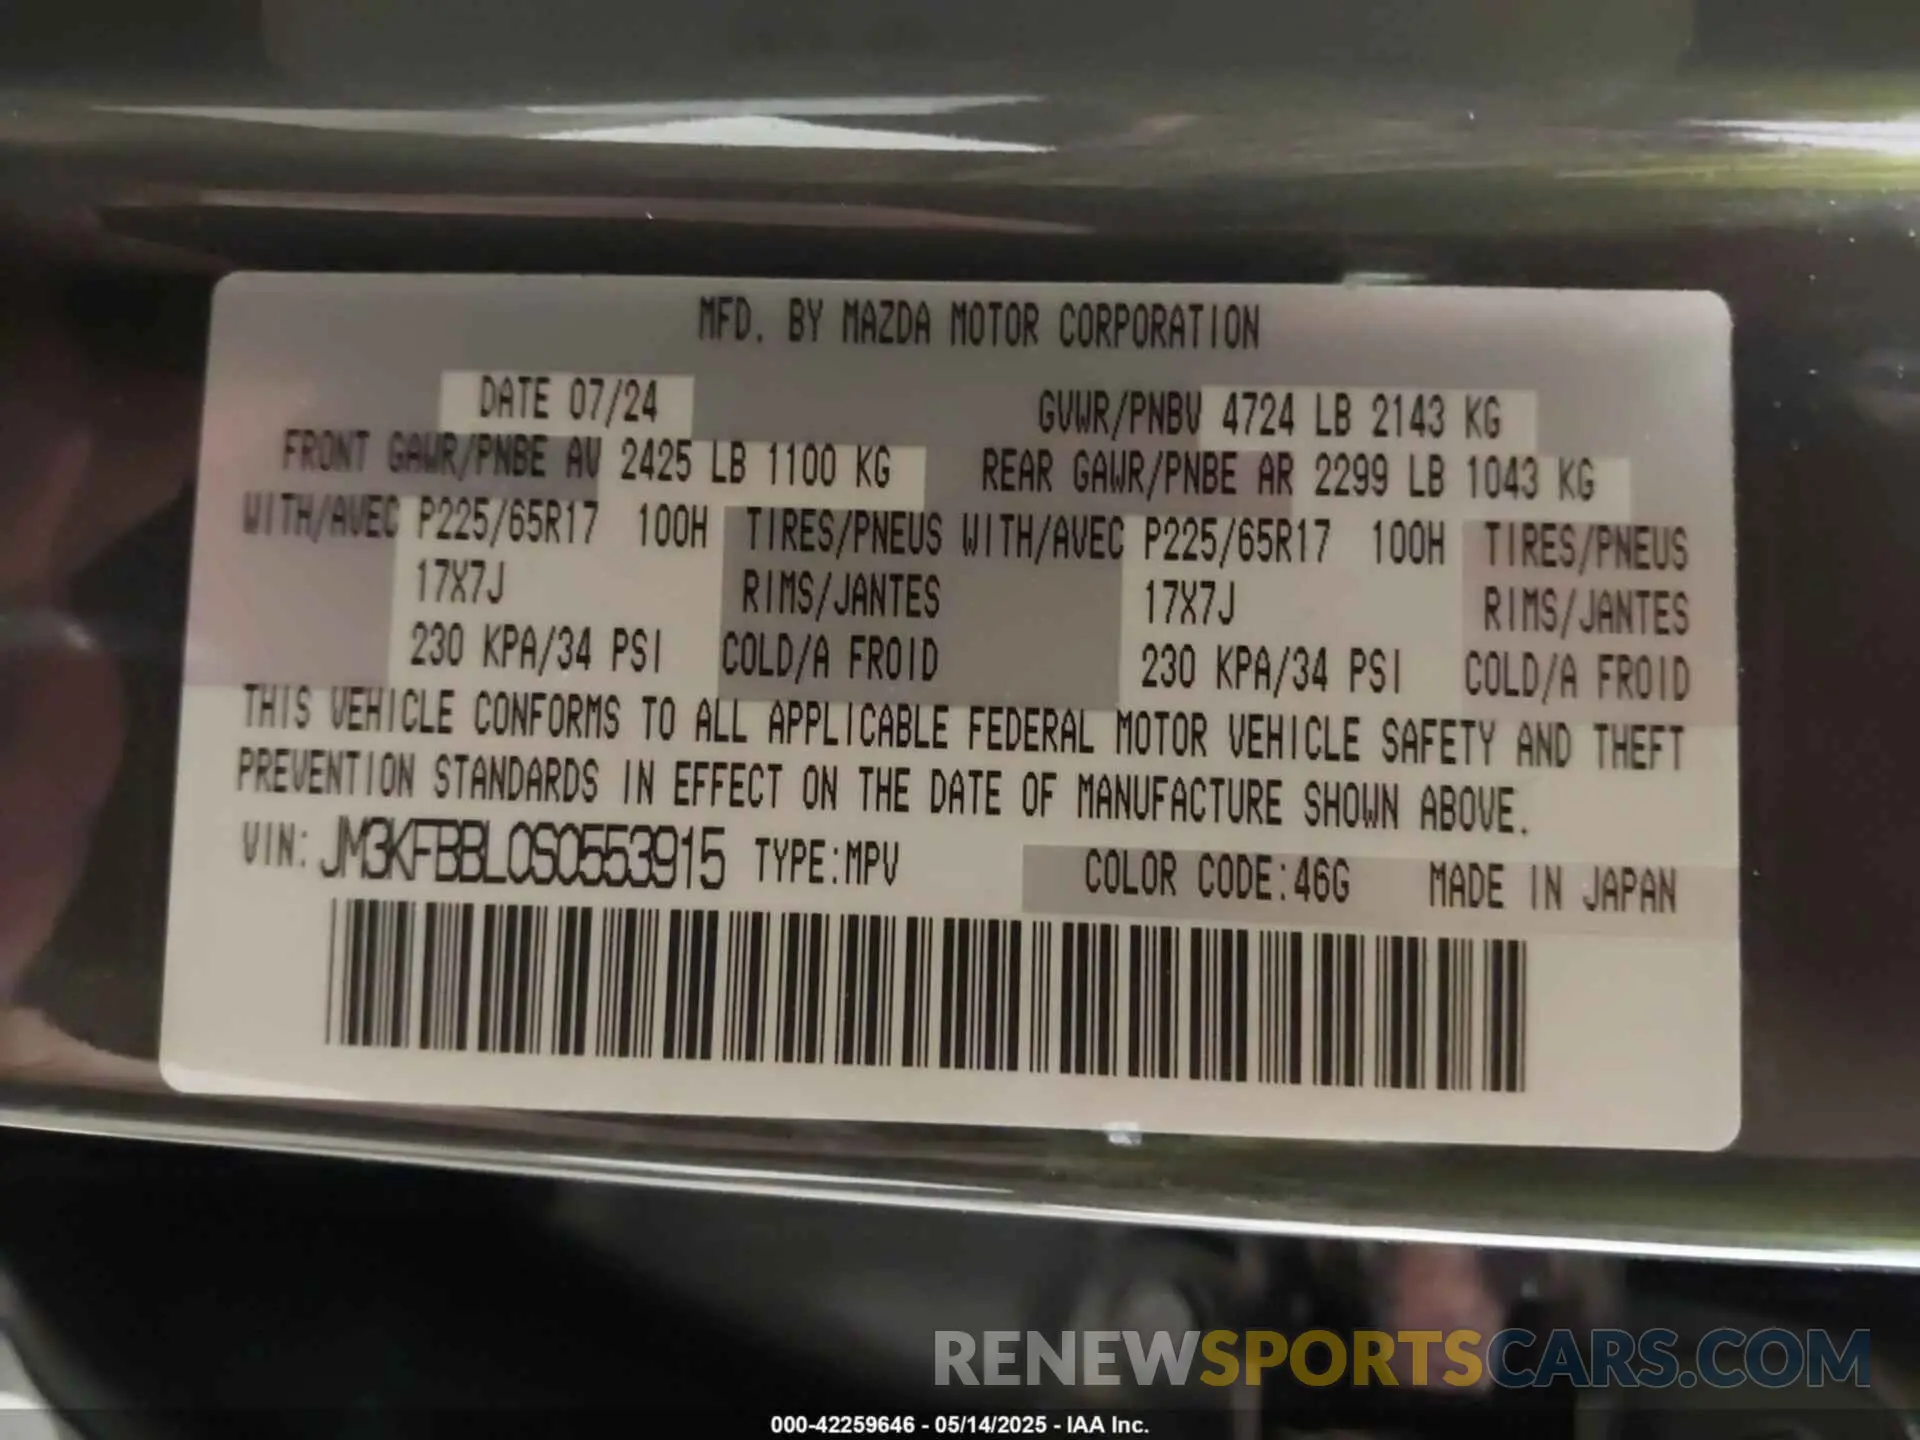 MFD. BY MAZDA MOTOR CORPORATION
DATE 07/24 GVWR/PNBV 4724 LB 2143 KG
FRONT GAWR/PNBE AV 2425 LB 1100 KG REAR GAWR/PNBE AR 2299 LB 1043 KG
WITH/AVEC P225/65R17 100H TIRES/PNEUS WITH/AVEC P225/65R17 100H TIRES/PNEUS
17X7J RIMS/JANTES 17X7J RIMS/JANTES
230 KPA/34 PSI COLD/A FROID 230 KPA/34 PSI COLD/A FROID
THIS VEHICLE CONFORMS TO ALL APPLICABLE FEDERAL MOTOR VEHICLE SAFETY AND THEFT
PREVENTION STANDARDS IN EFFECT ON THE DATE OF MANUFACTURE SHOWN ABOVE.
VIN: JM3KFBBL0S0553915 TYPE:MPV COLOR CODE:46G MADE IN JAPAN
RENEWSPORTSCARS.COM
000-42259646 - 05/14/2025 - IAA Inc.